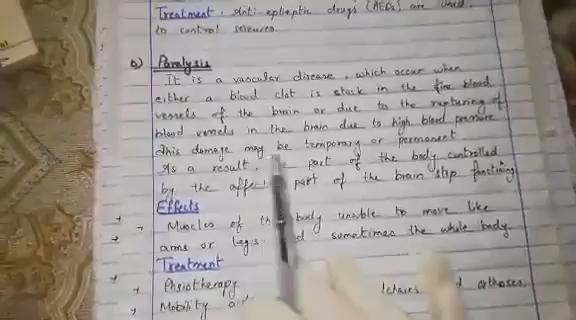 Treatment: Anti-epileptic drugs (AEDs) are used
to control seizures.
b) Paralysis
It is a vascular disease, which occur when
either a blood clot is stuck in the fine blood
vessels of the brain or due to the rupturing of
blood vessels in the brain due to high blood pressure
This damage may be temporary or permanent
As a result, part of the body controlled
by the part of the brain stop functioning
Effects
→ Muscles of the body unable to move like
→ arms or legs sometimes the whole body.
Treatment
→ Phsiotherapy
→ Mobility orthoses.